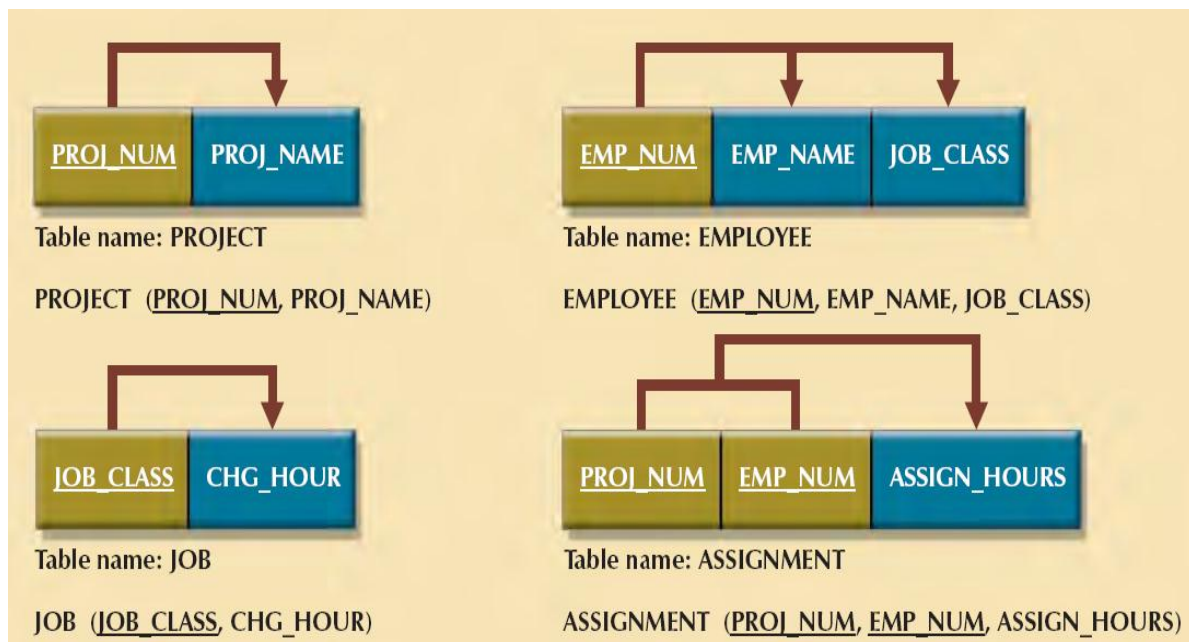 PROJ_NUM PROJ_NAME
Table name: PROJECT
PROJECT (PROJ_NUM, PROJ_NAME)
EMP_NUM EMP_NAME JOB_CLASS
Table name: EMPLOYEE
EMPLOYEE (EMP_NUM, EMP_NAME, JOB_CLASS)
JOB_CLASS CHG_HOUR
Table name: JOB
JOB (JOB_CLASS, CHG_HOUR)
PROJ_NUM EMP_NUM ASSIGN_HOURS
Table name: ASSIGNMENT
ASSIGNMENT (PROJ_NUM, EMP_NUM, ASSIGN_HOURS)